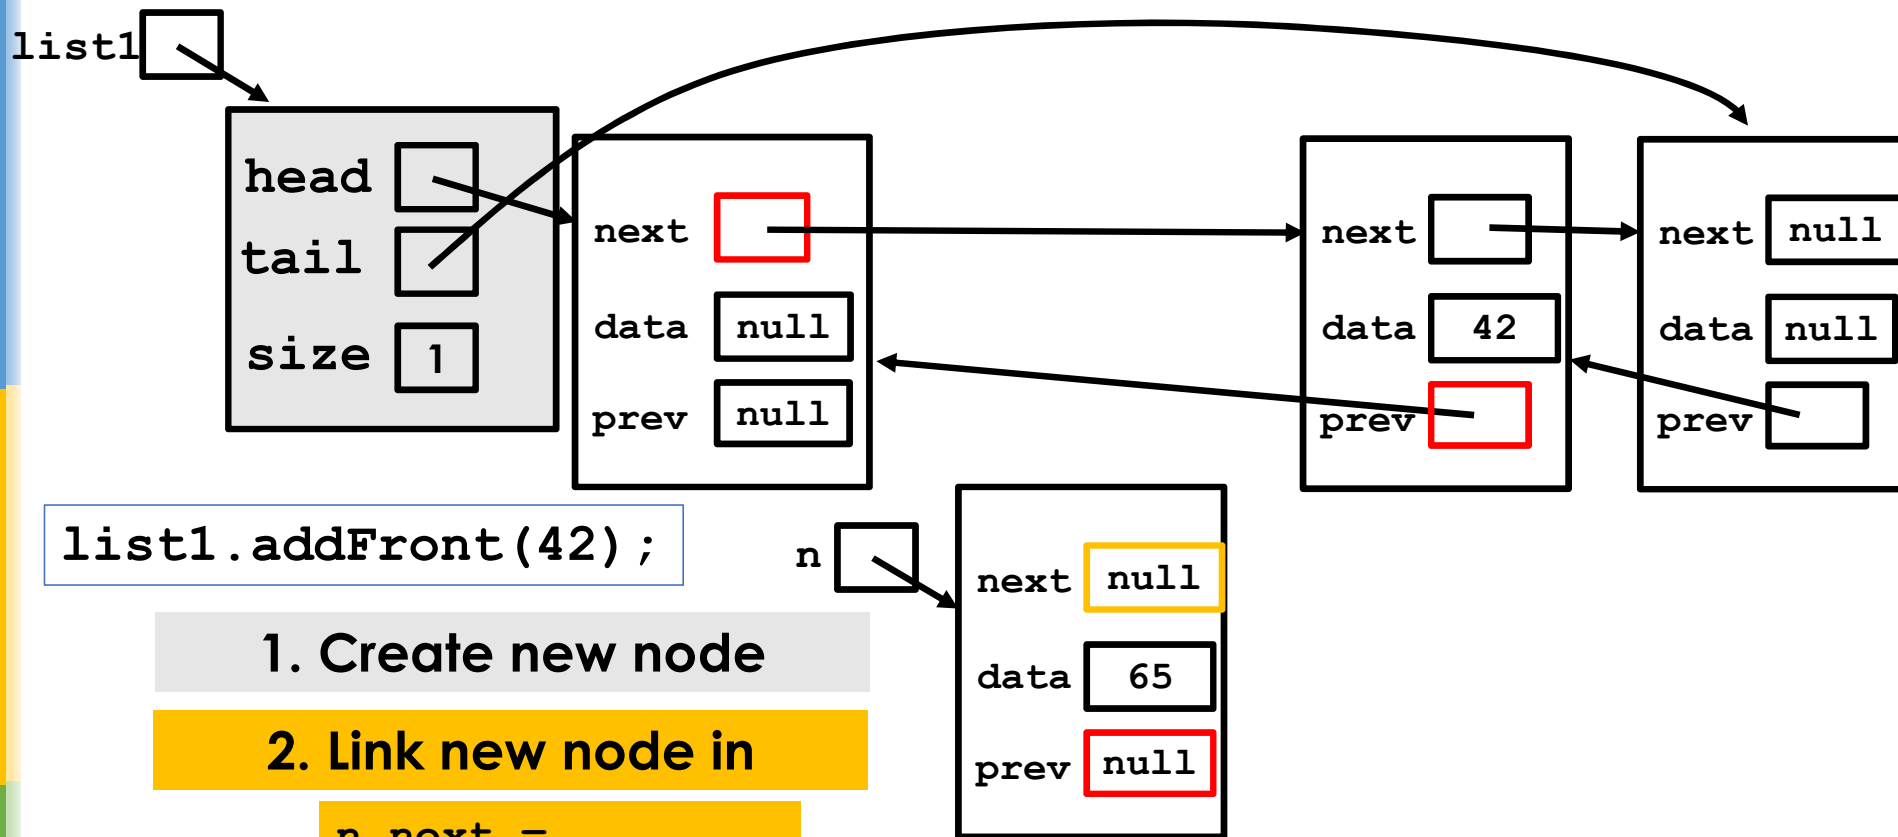 list1
head
tail
size 1
next
data null
prev null
next
data 42
prev
next null
data null
prev
list1.addFront(42);
n
next null
data 65
prev null
1. Create new node
2. Link new node in
n.next =